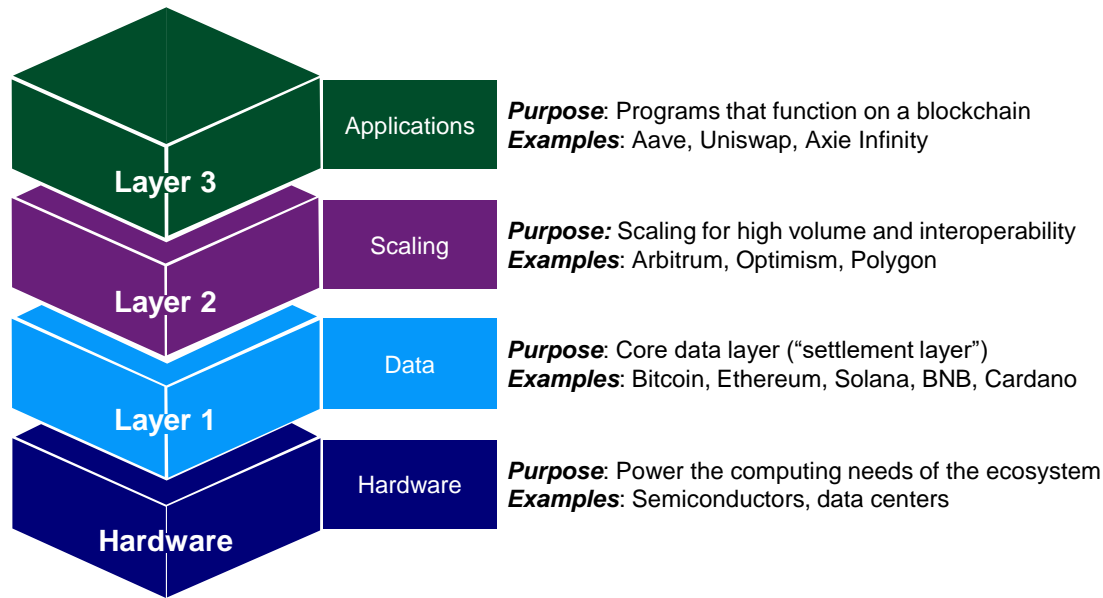 Layer 3
Applications
Purpose: Programs that function on a blockchain
Examples: Aave, Uniswap, Axie Infinity
Layer 2
Scaling
Purpose: Scaling for high volume and interoperability
Examples: Arbitrum, Optimism, Polygon
Layer 1
Data
Purpose: Core data layer (“settlement layer”)
Examples: Bitcoin, Ethereum, Solana, BNB, Cardano
Hardware
Hardware
Purpose: Power the computing needs of the ecosystem
Examples: Semiconductors, data centers